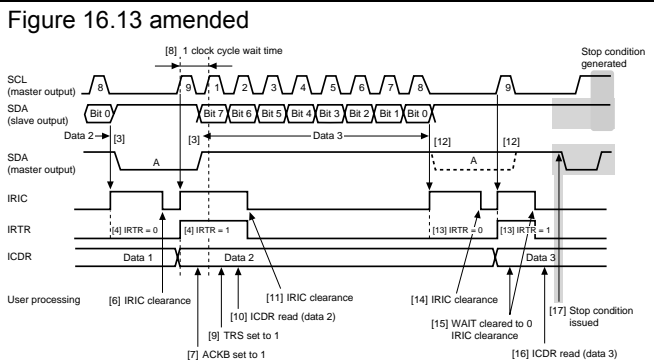 Figure 16.13 amended
[8] 1 clock cycle wait time
Stop condition
generated
SCL
(master output)
8 9 1 2 3 4 5 6 7 8 9
SDA
(slave output)
Bit 0 Bit 7 Bit 6 Bit 5 Bit 4 Bit 3 Bit 2 Bit 1 Bit 0
Data 2 [3] [3] Data 3 [12] [12]
SDA
(master output)
A A
IRIC
IRTR
[4] IRTR = 0 [4] IRTR = 1 [13] IRTR = 0 [13] IRTR = 1
ICDR
Data 1 Data 2 Data 3
User processing
[6] IRIC clearance
[11] IRIC clearance
[14] IRIC clearance
[17] Stop condition
issued
[10] ICDR read (data 2)
[15] WAIT cleared to 0
IRIC clearance
[9] TRS set to 1
[7] ACKB set to 1
[16] ICDR read (data 3)